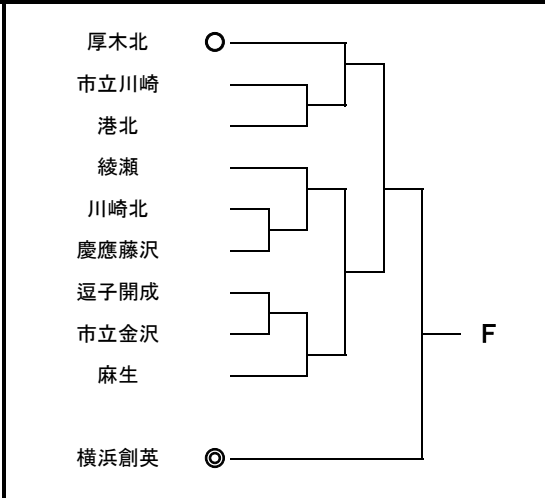 厚木北 ○
市立川崎
港北
綾瀬
川崎北
慶應藤沢
逗子開成
市立金沢
F
麻生
横浜創英 ◎